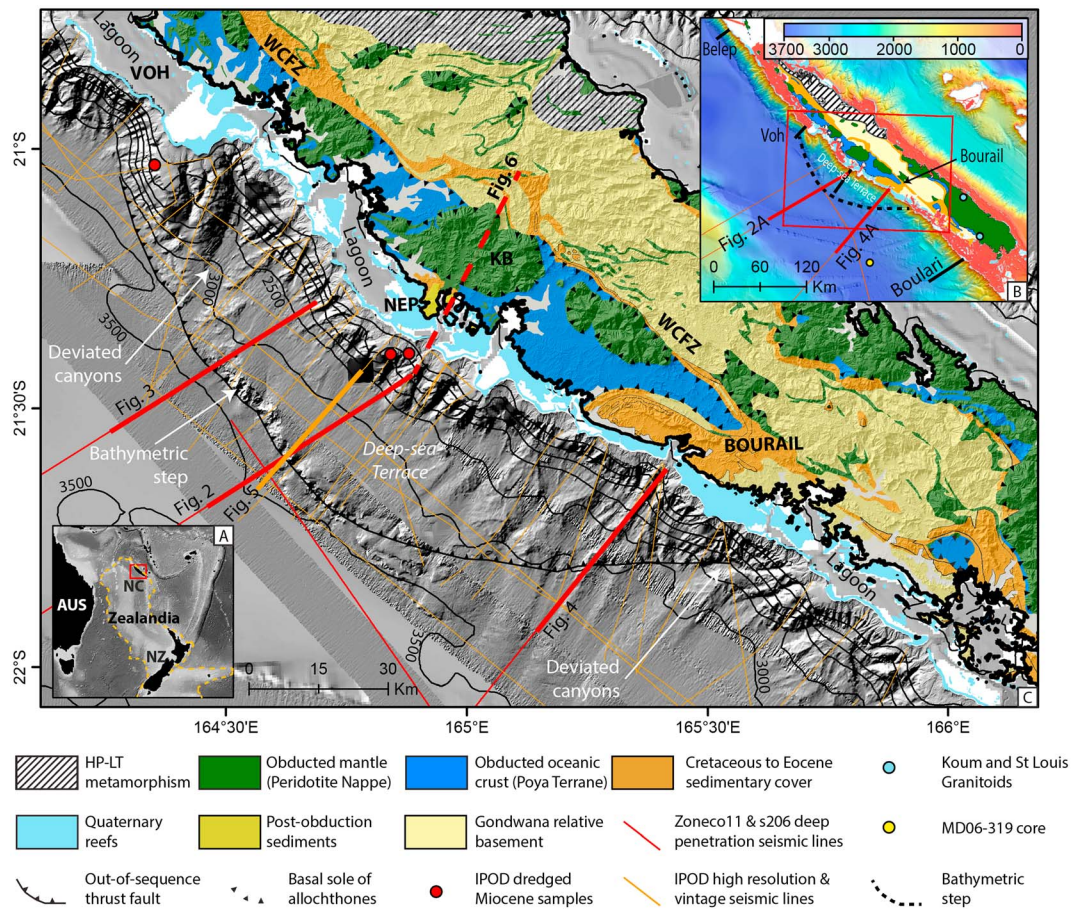 Lagoon
VOH
WCFZ
3700 3000 2000 1000 0
Belep
Voh
Deep-sea Terrace
Bourail
Fig. 2A
Fig. 4A
Boulari
0 60 120
Km
B
21°S
21°30'S
22°S
Fig. 6
KB
Lagoon
NEP
WCFZ
3000
2500
3500
Deviated
canyons
Fig. 3
Bathymetric
step
Deep-sea-
Terrace
BOURAIL
3500
Fig. 2
Fig. 5
A
NC
AUS
Zealandia
NZ
0 15 30
Km
Fig. 4
3500
Deviated
canyons
Lagoon
3000
C
164°30'E
165°E
165°30'E
166°E
HP-LT
metamorphism
Obducted mantle
(Peridotite Nappe)
Obducted oceanic
crust (Poya Terrane)
Cretaceous to Eocene
sedimentary cover
Koum and St Louis
Granitoids
Quaternary
reefs
Post-obduction
sediments
Gondwana relative
basement
Zoneco11 & s206 deep
penetration seismic lines
MD06-319 core
Out-of-sequence
thrust fault
Basal sole of
allochthones
IPOD dredged
Miocene samples
IPOD high resolution &
vintage seismic lines
Bathymetric
step